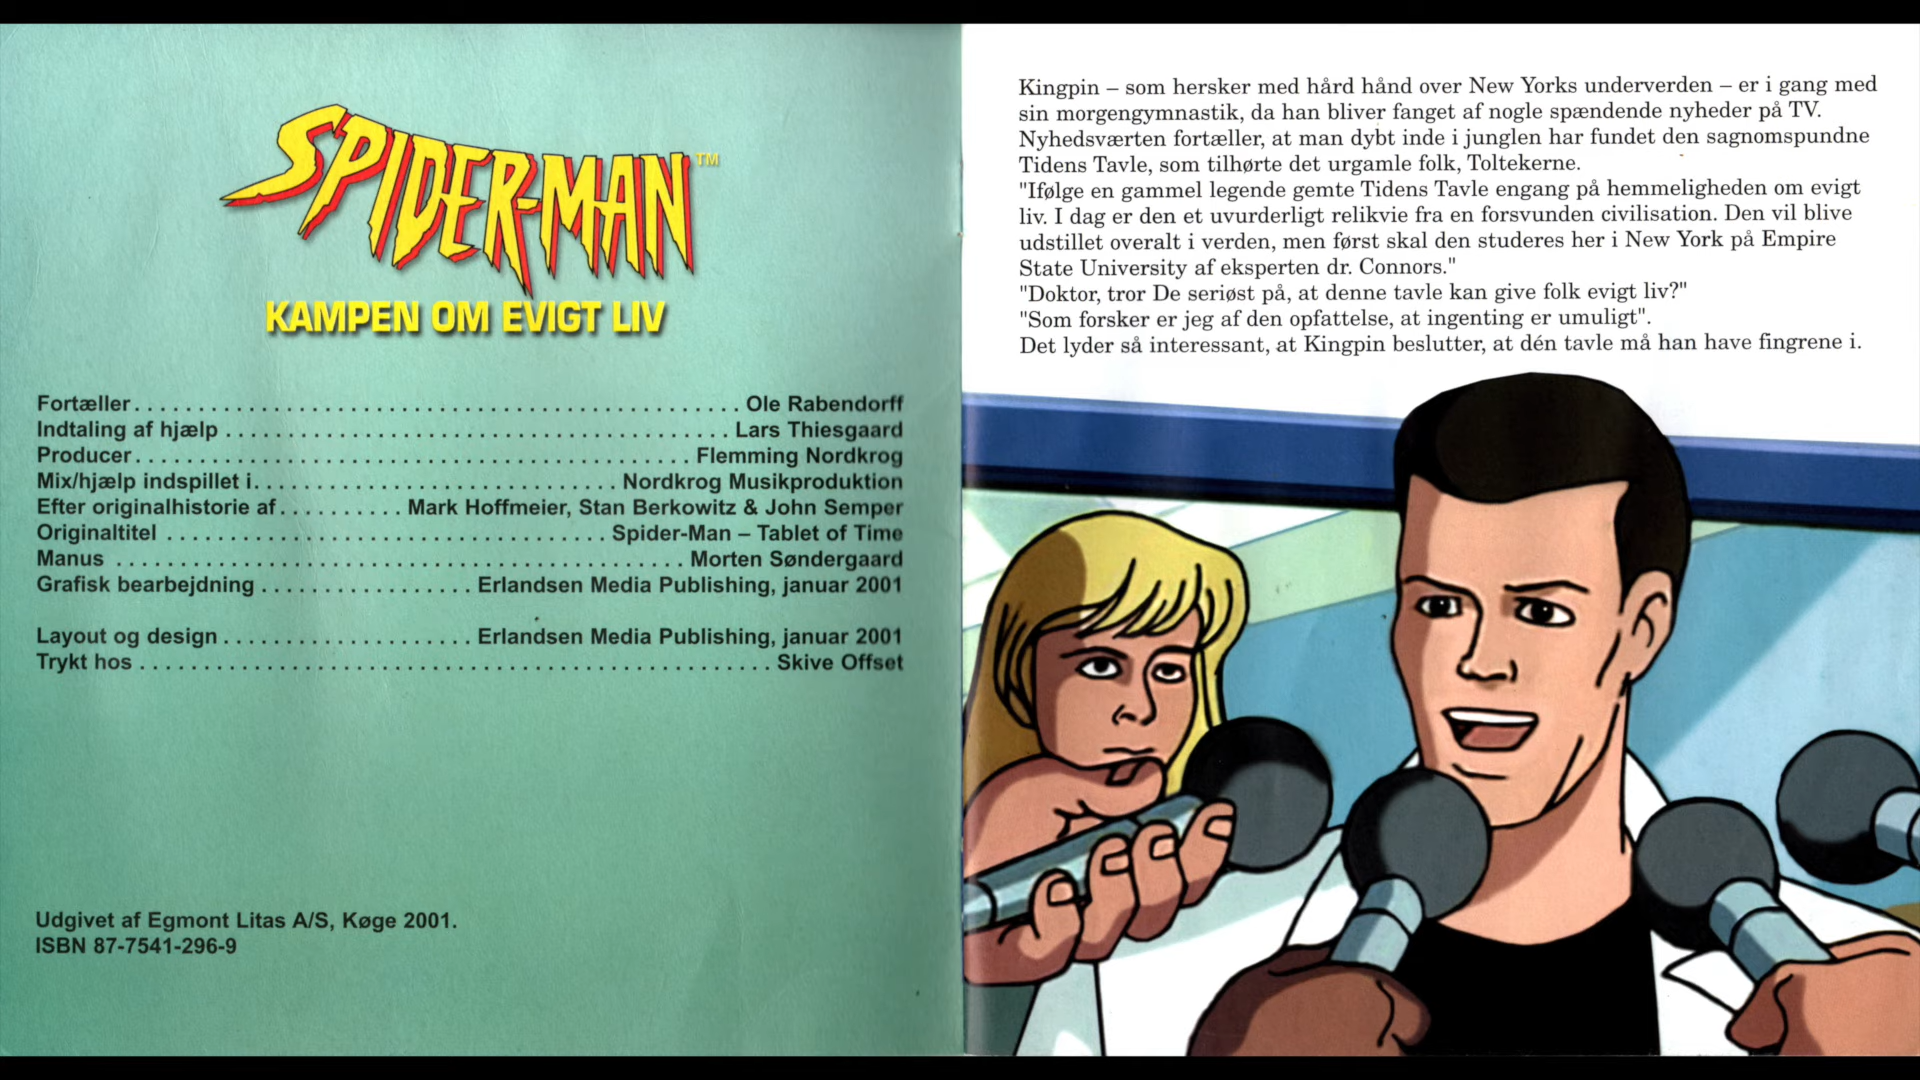 SPIDER-MAN™
KAMPEN OM EVIGT LIV
Fortæller . . . . . . . . . . . . . . . . . . . . . . . . . . . . . . . . . . . . . . . . . . . . . . Ole Rabendorff
Indtaling af hjælp . . . . . . . . . . . . . . . . . . . . . . . . . . . . . . . . . . . . . . Lars Thiesgaard
Producer . . . . . . . . . . . . . . . . . . . . . . . . . . . . . . . . . . . . . . . . . . Flemming Nordkrog
Mix/hjælp indspillet i. . . . . . . . . . . . . . . . . . . . . . . . . . . . Nordkrog Musikproduktion
Efter originalhistorie af . . . . . . . . . . Mark Hoffmeier, Stan Berkowitz & John Semper
Originaltitel . . . . . . . . . . . . . . . . . . . . . . . . . . . . . . . . . . Spider-Man – Tablet of Time
Manus . . . . . . . . . . . . . . . . . . . . . . . . . . . . . . . . . . . . . . . . . . . Morten Søndergaard
Grafisk bearbejdning . . . . . . . . . . . . . . . . . Erlandsen Media Publishing, januar 2001
Layout og design . . . . . . . . . . . . . . . . . . . . Erlandsen Media Publishing, januar 2001
Trykt hos . . . . . . . . . . . . . . . . . . . . . . . . . . . . . . . . . . . . . . . . . . . . . . . . Skive Offset
Udgivet af Egmont Litas A/S, Køge 2001.
ISBN 87-7541-296-9
Kingpin – som hersker med hård hånd over New Yorks underverden – er i gang med
sin morgengymnastik, da han bliver fanget af nogle spændende nyheder på TV.
Nyhedsværten fortæller, at man dybt inde i junglen har fundet den sagnomspundne
Tidens Tavle, som tilhørte det urgamle folk, Toltekerne.
"Ifølge en gammel legende gemte Tidens Tavle engang på hemmeligheden om evigt
liv. I dag er den et uvurderligt relikvie fra en forsvunden civilisation. Den vil blive
udstillet overalt i verden, men først skal den studeres her i New York på Empire
State University af eksperten dr. Connors."
"Doktor, tror De seriøst på, at denne tavle kan give folk evigt liv?"
"Som forsker er jeg af den opfattelse, at ingenting er umuligt".
Det lyder så interessant, at Kingpin beslutter, at dén tavle må han have fingrene i.